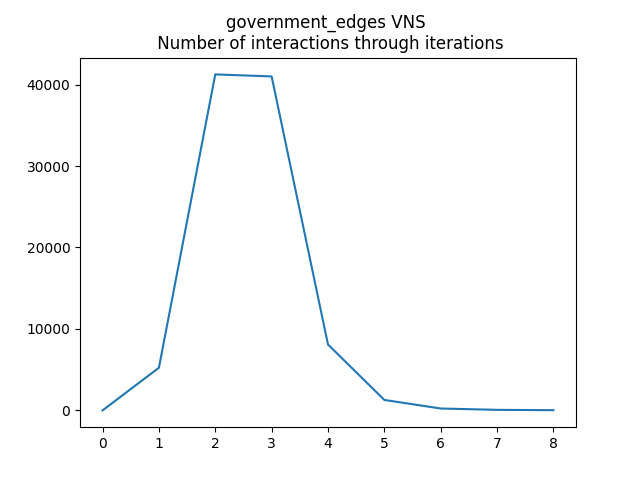 government_edges VNS
Number of interactions through iterations
40000
30000
20000
10000
0
0 1 2 3 4 5 6 7 8